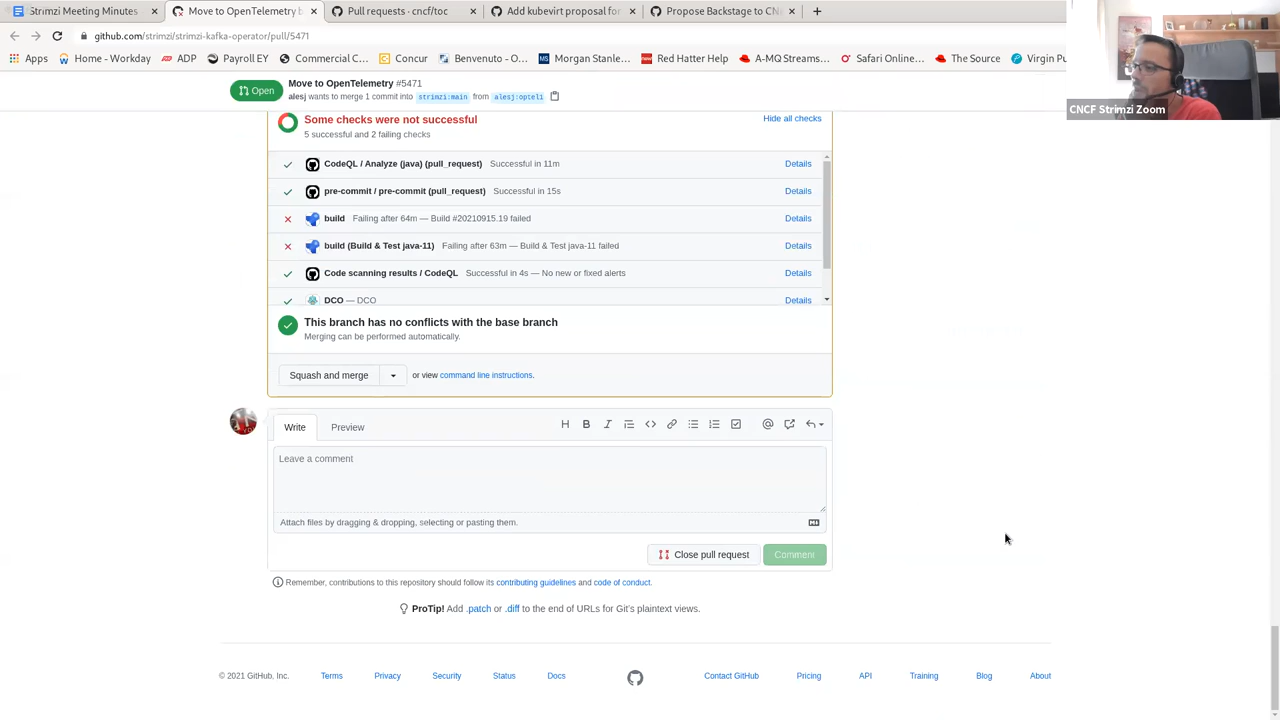 Strimzi Meeting Minutes
Move to OpenTelemetry b
Pull requests · cncf/toc
Add kubevirt proposal for
Propose Backstage to CN
github.com/strimzi/strimzi-kafka-operator/pull/5471
Apps
Home - Workday
ADP
Payroll EY
Commercial C...
Concur
Benvenuto - O...
Morgan Stanle...
Red Hatter Help
A-MQ Streams...
Safari Online...
The Source
Virgin Pu
CNCF Strimzi Zoom
Open
Move to OpenTelemetry #5471
alesj wants to merge 1 commit into strimzi:main from alesj:opteli
Some checks were not successful
5 successful and 2 failing checks
Hide all checks
CodeQL / Analyze (java) (pull_request) Successful in 11m Details
pre-commit / pre-commit (pull_request) Successful in 15s Details
build Failing after 64m — Build #20210915.19 failed Details
build (Build & Test java-11) Failing after 63m — Build & Test java-11 failed Details
Code scanning results / CodeQL Successful in 4s — No new or fixed alerts Details
DCO — DCO Details
This branch has no conflicts with the base branch
Merging can be performed automatically.
Squash and merge or view command line instructions.
Write Preview
Leave a comment
Attach files by dragging & dropping, selecting or pasting them.
Close pull request Comment
Remember, contributions to this repository should follow its contributing guidelines and code of conduct.
ProTip! Add .patch or .diff to the end of URLs for Git's plaintext views.
© 2021 GitHub, Inc. Terms Privacy Security Status Docs Contact GitHub Pricing API Training Blog About